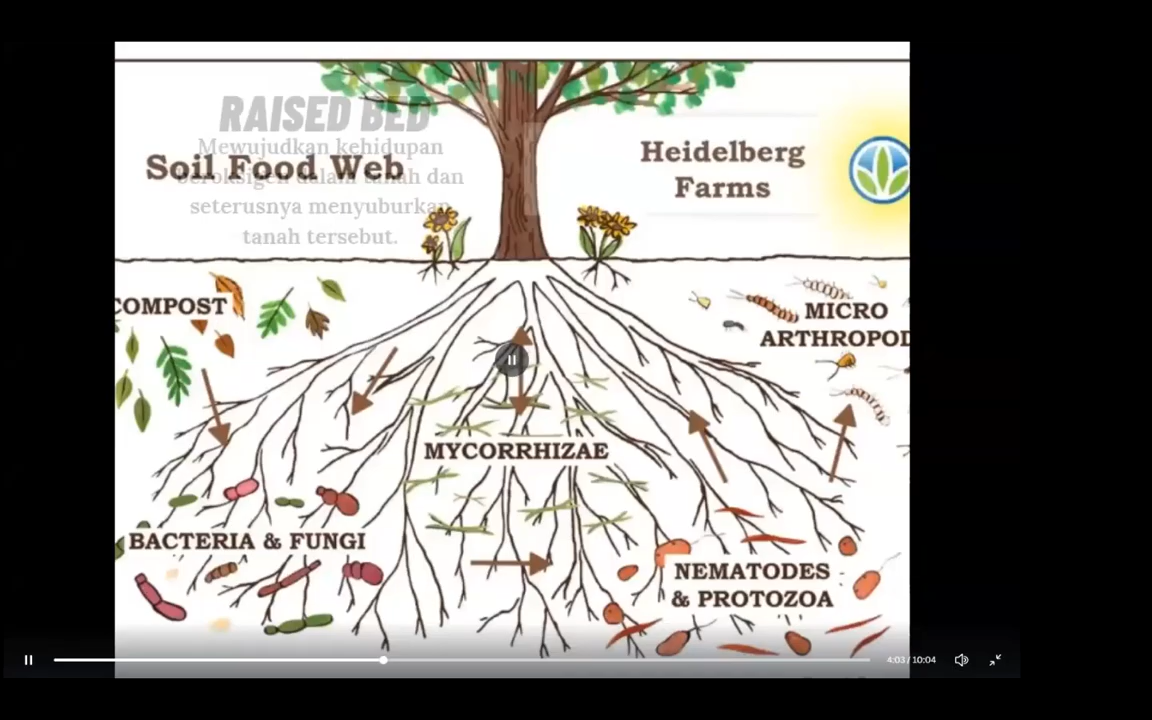 RAISED BED
Mewujudkan kehidupan
Soil Food Web
beroksigen dalam tanah dan
seterusnya menyuburkan
tanah tersebut.
Heidelberg
Farms
COMPOST
MICRO
ARTHROPOD
MYCORRHIZAE
BACTERIA & FUNGI
NEMATODES
& PROTOZOA
4:03 / 10:04